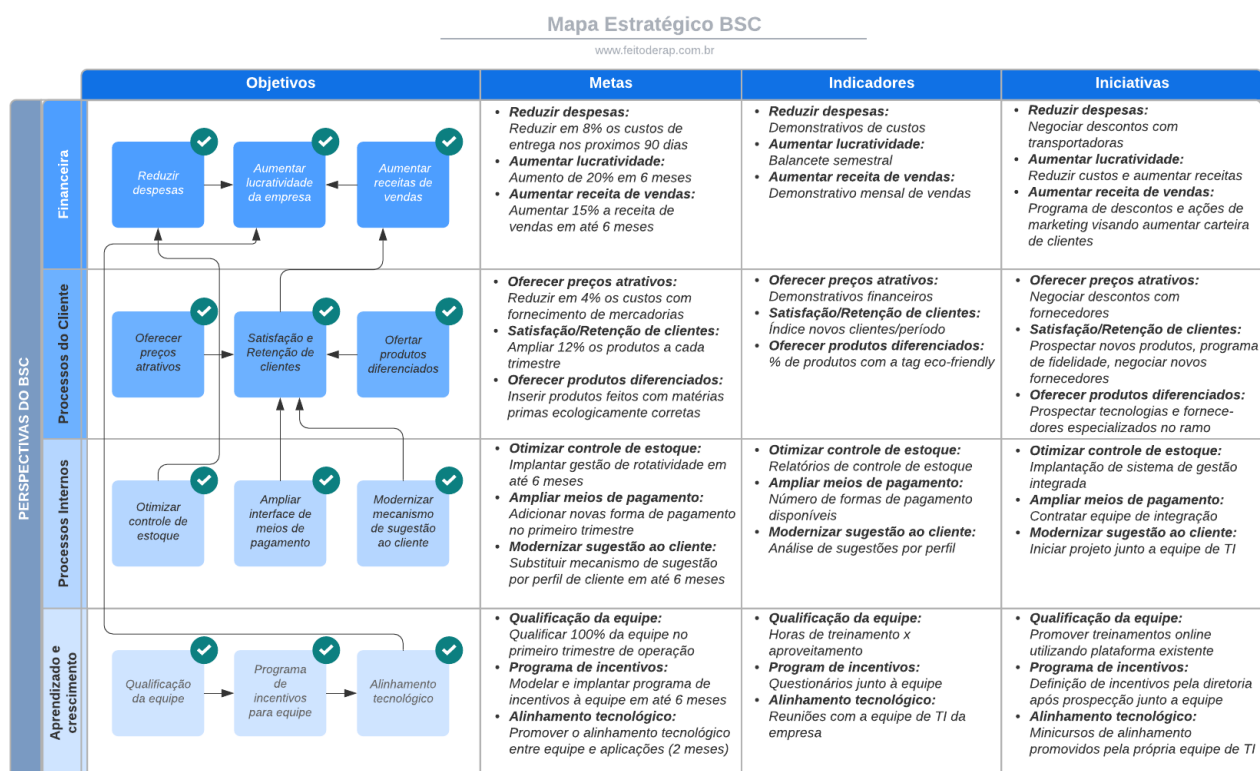 Mapa Estratégico BSC
www.feitoderap.com.br
Objetivos
Metas
Indicadores
Iniciativas
PERSPECTIVAS DO BSC
Financeira
Reduzir
despesas
Aumentar
lucratividade
da empresa
Aumentar
receitas de
vendas
• Reduzir despesas:
Reduzir em 8% os custos de
entrega nos proximos 90 dias
• Aumentar lucratividade:
Aumento de 20% em 6 meses
• Aumentar receita de vendas:
Aumentar 15% a receita de
vendas em até 6 meses
• Reduzir despesas:
Demonstrativos de custos
• Aumentar lucratividade:
Balancete semestral
• Aumentar receita de vendas:
Demonstrativo mensal de vendas
• Reduzir despesas:
Negociar descontos com
transportadoras
• Aumentar lucratividade:
Reduzir custos e aumentar receitas
• Aumentar receita de vendas:
Programa de descontos e ações de
marketing visando aumentar carteira
de clientes
Processos do Cliente
Oferecer
preços
atrativos
Satisfação e
Retenção de
clientes
Ofertar
produtos
diferenciados
• Oferecer preços atrativos:
Reduzir em 4% os custos com
fornecimento de mercadorias
• Satisfação/Retenção de clientes:
Ampliar 12% os produtos a cada
trimestre
• Oferecer produtos diferenciados:
Inserir produtos feitos com matérias
primas ecologicamente corretas
• Oferecer preços atrativos:
Demonstrativos financeiros
• Satisfação/Retenção de clientes:
Índice novos clientes/período
• Oferecer produtos diferenciados:
% de produtos com a tag eco-friendly
• Oferecer preços atrativos:
Negociar descontos com
fornecedores
• Satisfação/Retenção de clientes:
Prospectar novos produtos, programa
de fidelidade, negociar novos
fornecedores
• Oferecer produtos diferenciados:
Prospectar tecnologias e fornece-
dores especializados no ramo
Processos Internos
Otimizar
controle de
estoque
Ampliar
interface de
meios de
pagamento
Modernizar
mecanismo
de sugestão
ao cliente
• Otimizar controle de estoque:
Implantar gestão de rotatividade em
até 6 meses
• Ampliar meios de pagamento:
Adicionar novas forma de pagamento
no primeiro trimestre
• Modernizar sugestão ao cliente:
Substituir mecanismo de sugestão
por perfil de cliente em até 6 meses
• Otimizar controle de estoque:
Relatórios de controle de estoque
• Ampliar meios de pagamento:
Número de formas de pagamento
disponíveis
• Modernizar sugestão ao cliente:
Análise de sugestões por perfil
• Otimizar controle de estoque:
Implantação de sistema de gestão
integrada
• Ampliar meios de pagamento:
Contratar equipe de integração
• Modernizar sugestão ao cliente:
Iniciar projeto junto a equipe de TI
Aprendizado e
crescimento
Qualificação
da equipe
Programa
de
incentivos
para equipe
Alinhamento
tecnológico
• Qualificação da equipe:
Qualificar 100% da equipe no
primeiro trimestre de operação
• Programa de incentivos:
Modelar e implantar programa de
incentivos à equipe em até 6 meses
• Alinhamento tecnológico:
Promover o alinhamento tecnológico
entre equipe e aplicações (2 meses)
• Qualificação da equipe:
Horas de treinamento x
aproveitamento
• Program de incentivos:
Questionários junto à equipe
• Alinhamento tecnológico:
Reuniões com a equipe de TI da
empresa
• Qualificação da equipe:
Promover treinamentos online
utilizando plataforma existente
• Programa de incentivos:
Definição de incentivos pela diretoria
após prospecção junto a equipe
• Alinhamento tecnológico:
Minicursos de alinhamento
promovidos pela própria equipe de TI